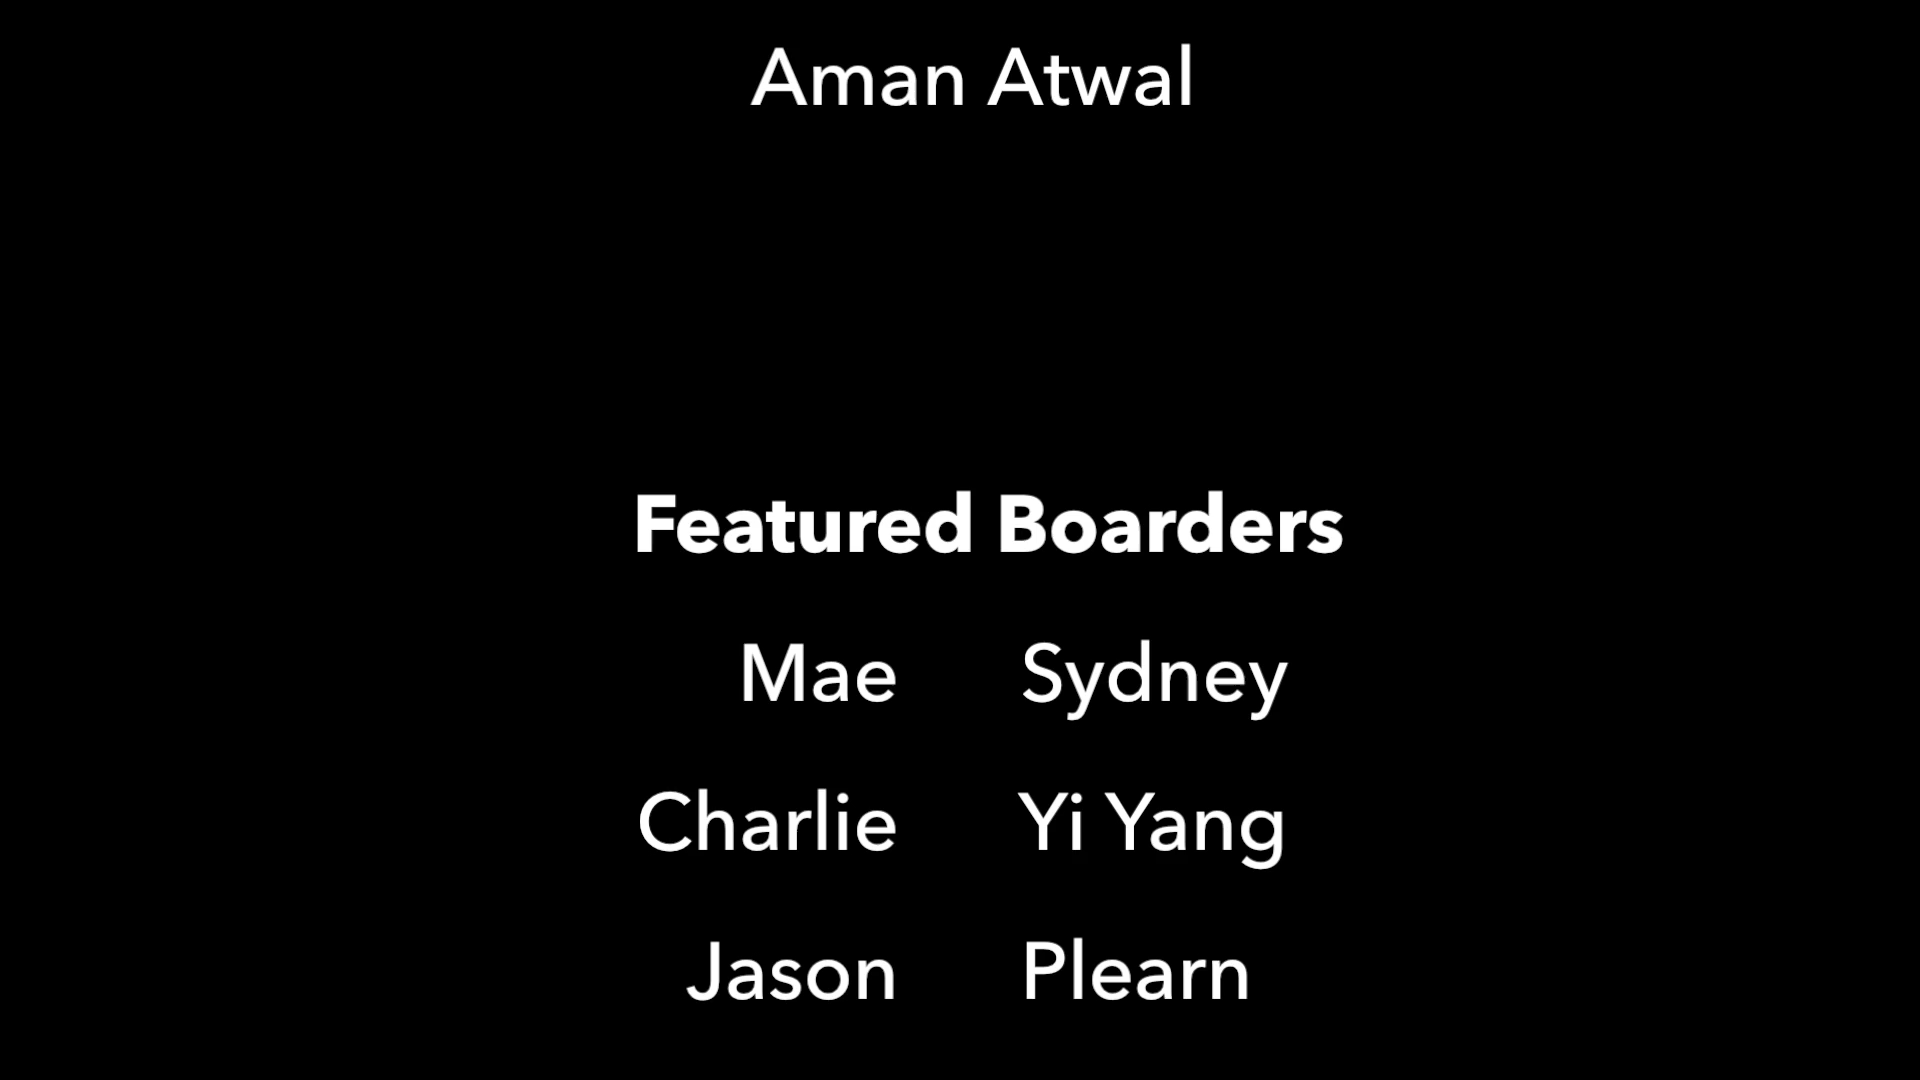 Aman Atwal
Featured Boarders
Mae Sydney
Charlie Yi Yang
Jason Plearn